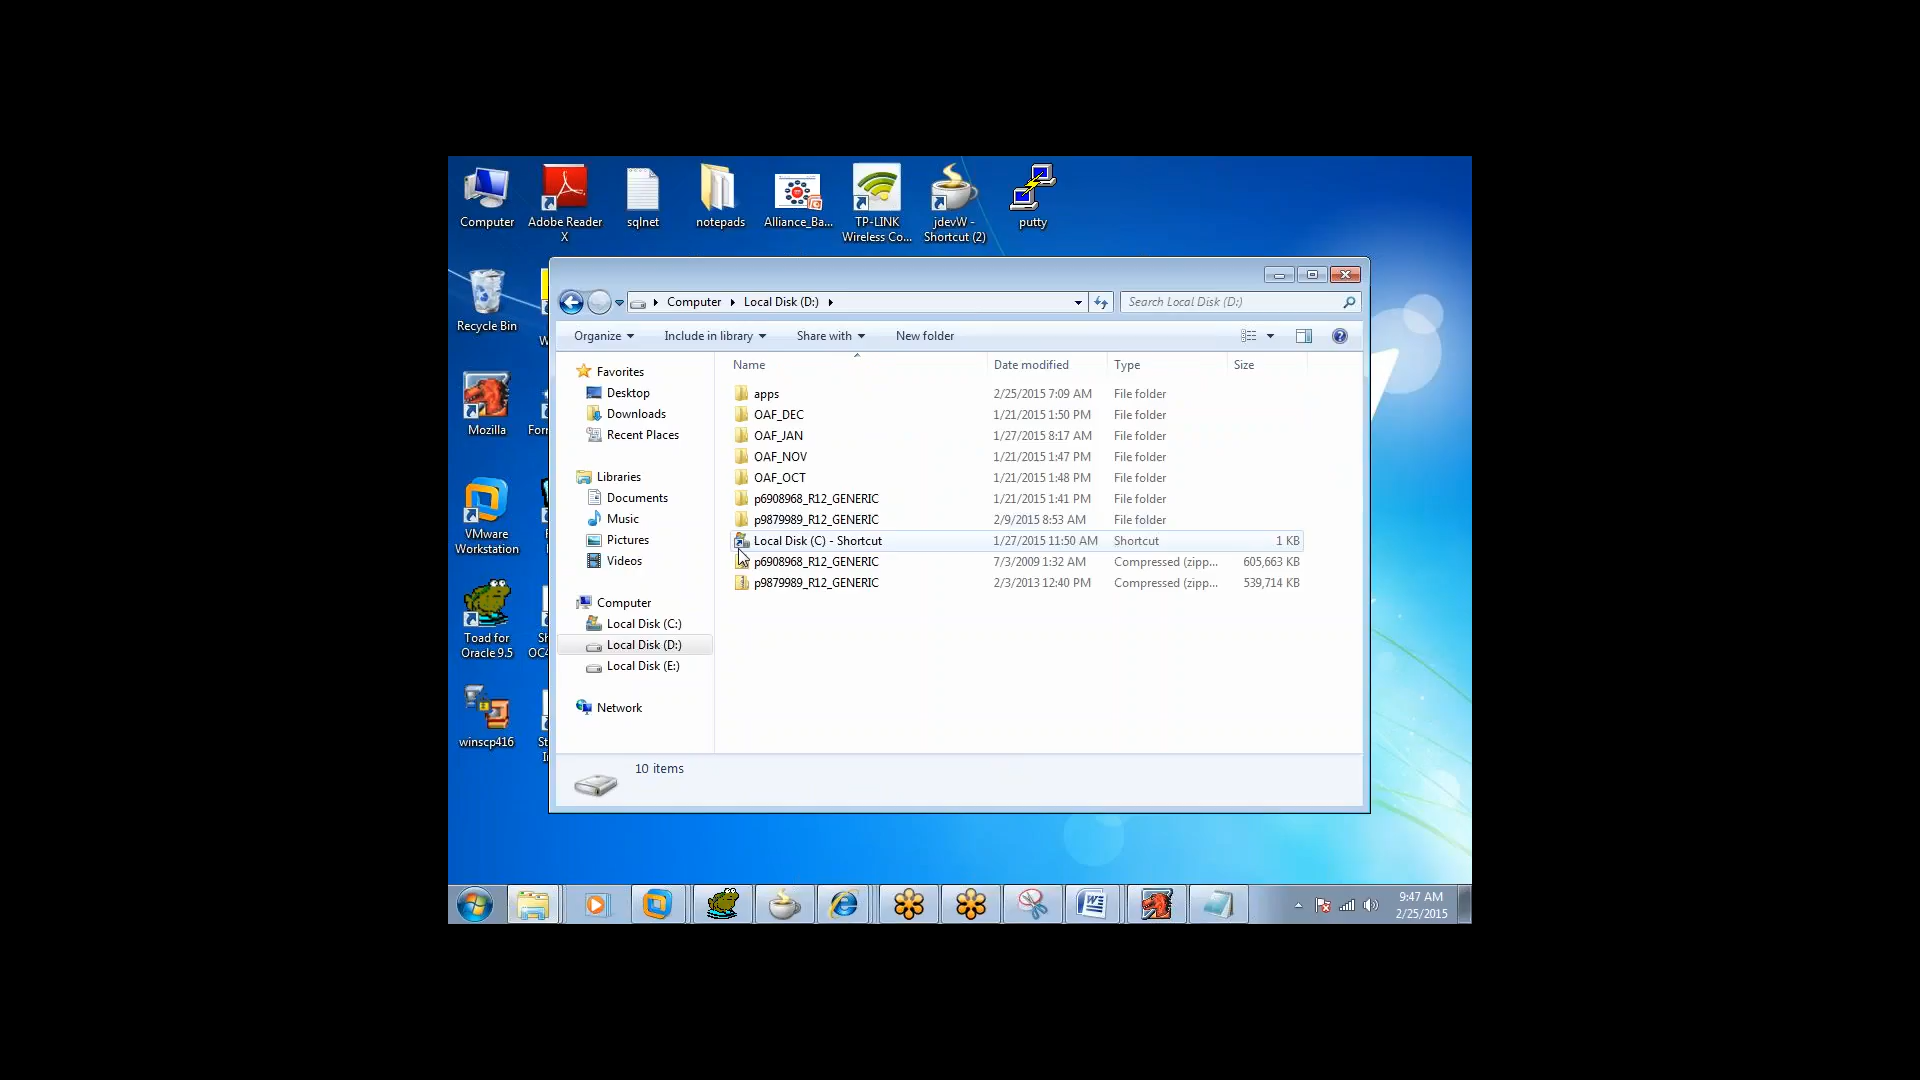 Computer
Adobe Reader
X
sqlnet
notepads
Alliance_Ba...
TP-LINK
Wireless Co...
jdevW -
Shortcut (2)
putty
Recycle Bin
Mozilla
VMware
Workstation
Toad for
Oracle 9.5
winscp416
Computer Local Disk (D:)
Search Local Disk (D:)
Organize Include in library Share with New folder
Favorites
Desktop
Downloads
Recent Places
Libraries
Documents
Music
Pictures
Videos
Computer
Local Disk (C:)
Local Disk (D:)
Local Disk (E:)
Network
Name Date modified Type Size
apps 2/25/2015 7:09 AM File folder
OAF_DEC 1/21/2015 1:50 PM File folder
OAF_JAN 1/27/2015 8:17 AM File folder
OAF_NOV 1/21/2015 1:47 PM File folder
OAF_OCT 1/21/2015 1:48 PM File folder
p6908968_R12_GENERIC 1/21/2015 1:41 PM File folder
p9879989_R12_GENERIC 2/9/2015 8:53 AM File folder
Local Disk (C) - Shortcut 1/27/2015 11:50 AM Shortcut 1 KB
p6908968_R12_GENERIC 7/3/2009 1:32 AM Compressed (zipp... 605,663 KB
p9879989_R12_GENERIC 2/3/2013 12:40 PM Compressed (zipp... 539,714 KB
10 items
9:47 AM
2/25/2015